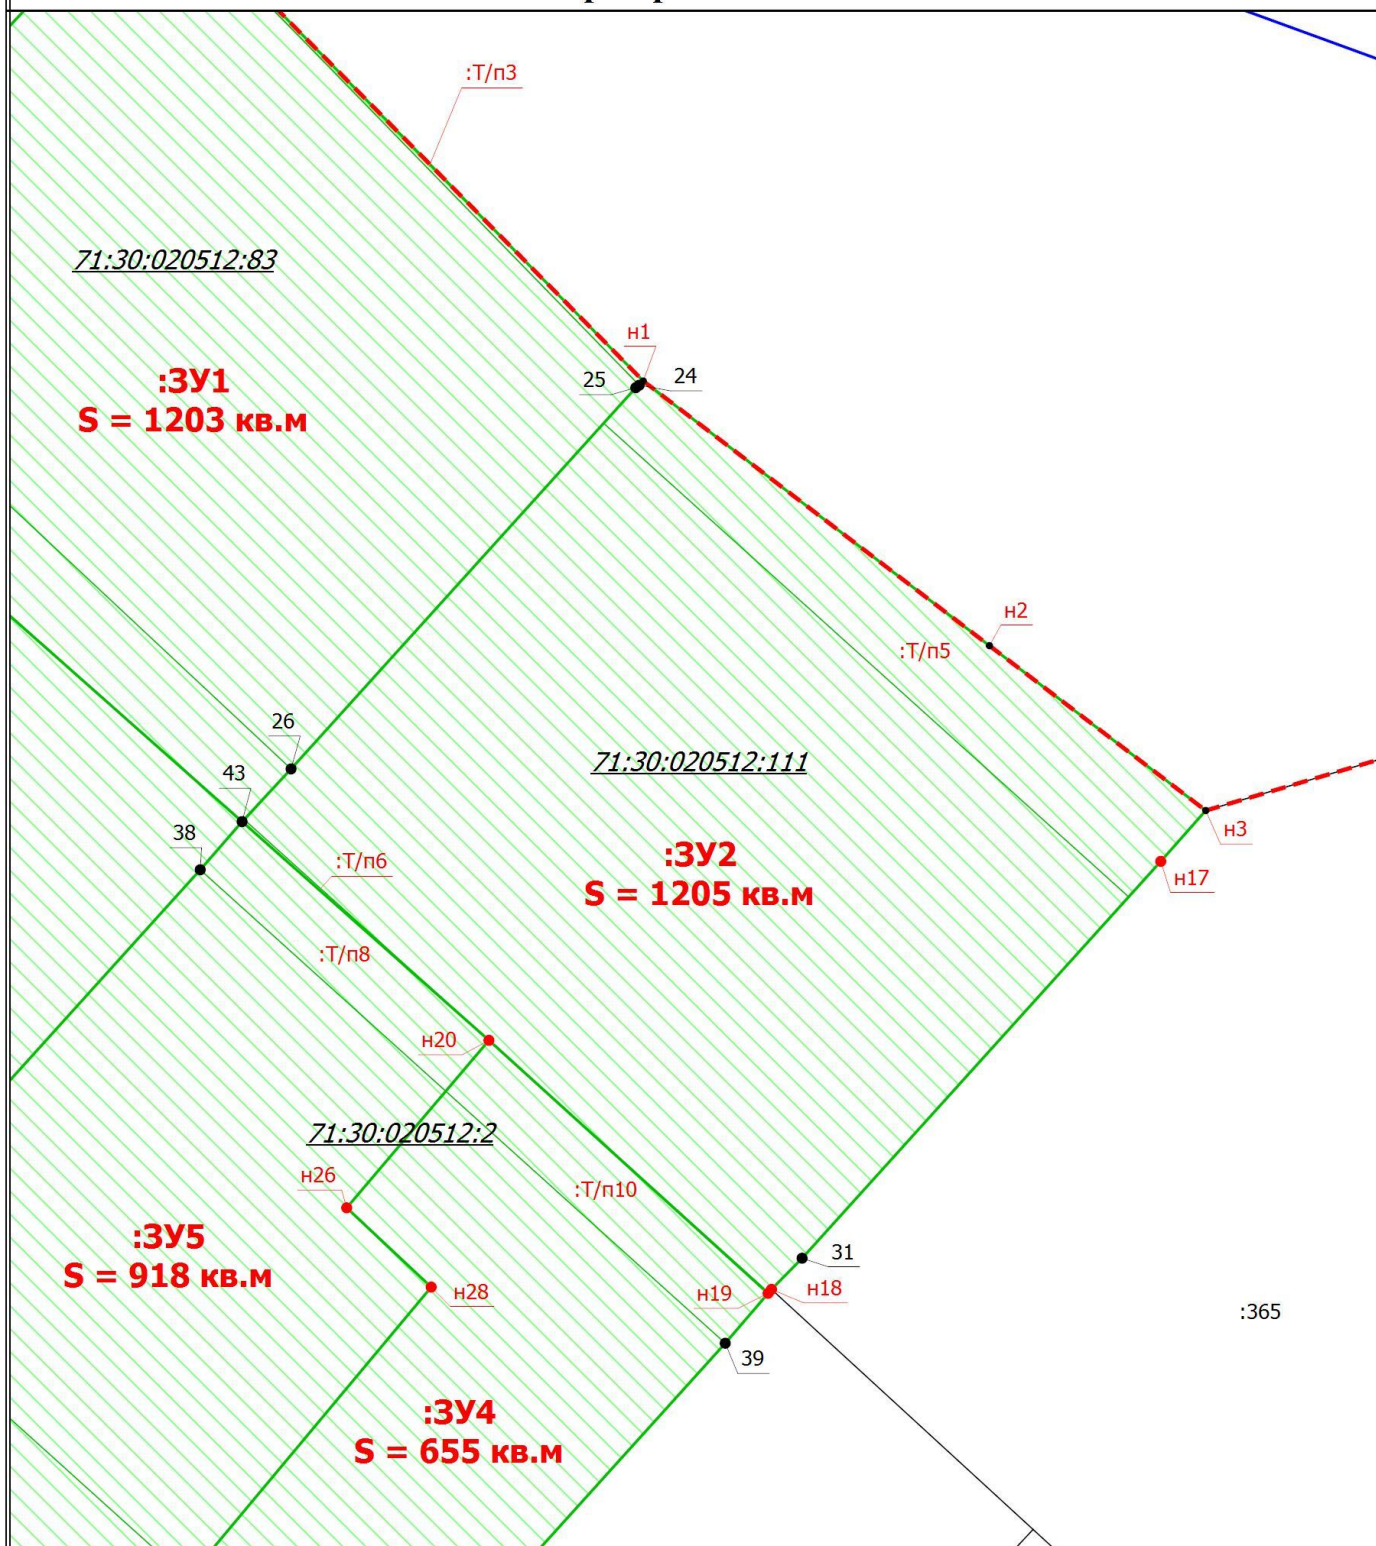 :Т/п3
71:30:020512:83
н1
:ЗУ1
S = 1203 кв.м
25
24
н2
:Т/п5
26
71:30:020512:111
43
н3
38
:ЗУ2
S = 1205 кв.м
:Т/п6
н17
:Т/п8
н20
71:30:020512:2
н26
:Т/п10
:ЗУ5
S = 918 кв.м
31
н28
н19
н18
:365
39
:ЗУ4
S = 655 кв.м